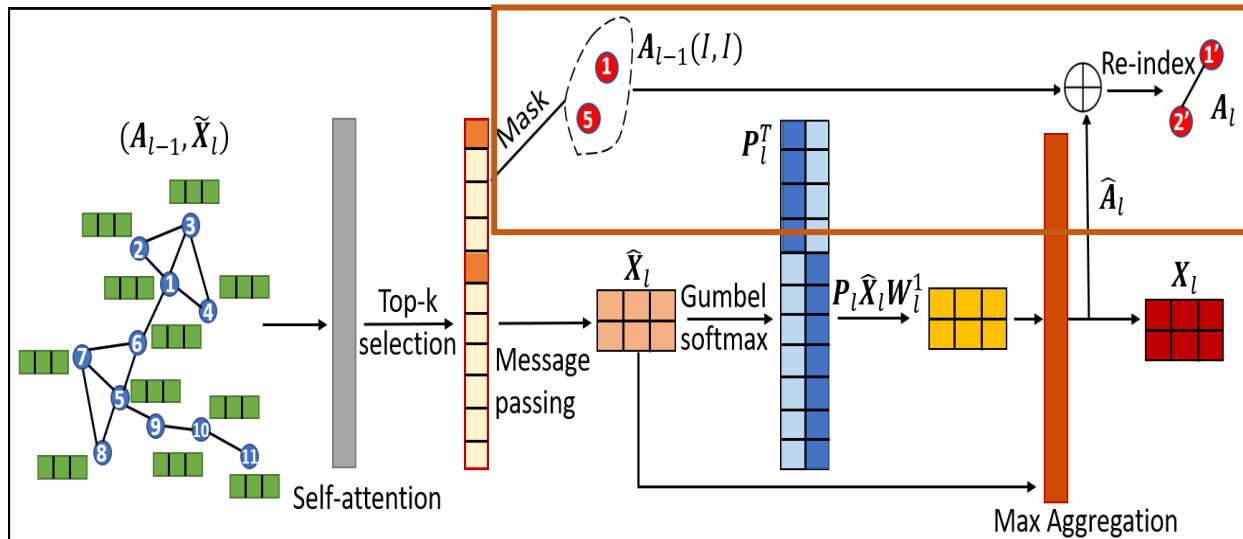 (A_{l-1}, X̃_l)
3
2
1
4
6
7
5
9
10
8
11
Self-attention
Top-k
selection
Mask
1
5
A_{l-1}(I, I)
Message
passing
X̂_l
Gumbel
softmax
P_l^T
P_l X̂_l W_l^1
Max Aggregation
Â_l
Re-index
1'
2'
A_l
X_l